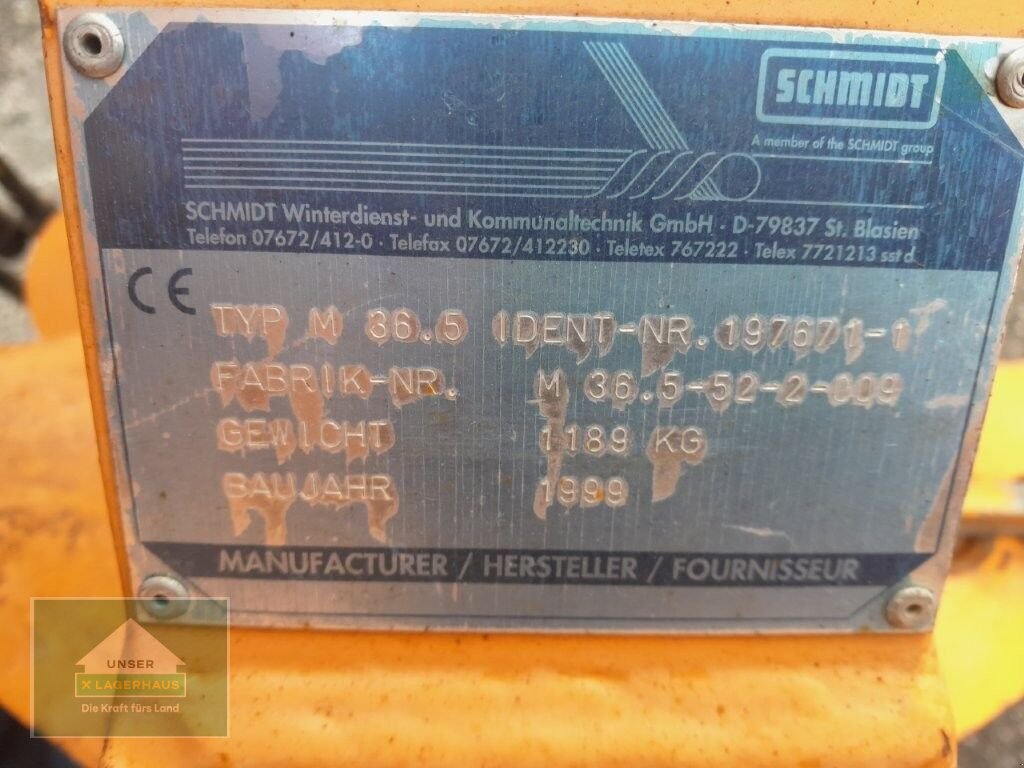 SCHMIDT
A member of the SCHMIDT group
SCHMIDT Winterdienst- und Kommunaltechnik GmbH · D-79837 St. Blasien
Telefon 07672/412-0 · Telefax 07672/412230 · Teletex 767222 · Telex 7721213 sst d
CE
TYP M 36.5 IDENT-NR. 197671-1
FABRIK-NR. M 36.5-52-2-009
GEWICHT 1189 KG
BAUJAHR 1999
MANUFACTURER / HERSTELLER / FOURNISSEUR
UNSER
X LAGERHAUS
Die Kraft fürs Land